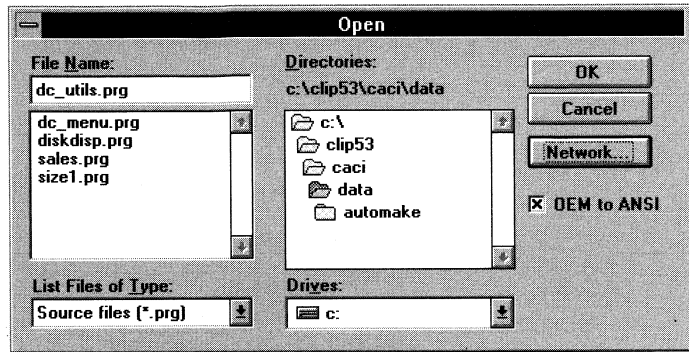 Open
File Name:
dc_utils.prg
dc_menu.prg
diskdisp.prg
sales.prg
size1.prg
List Files of Type:
Source files (*.prg)
Directories:
c:\clip53\caci\data
c:\
clip53
caci
data
automake
Drives:
c:
OK
Cancel
Network...
OEM to ANSI